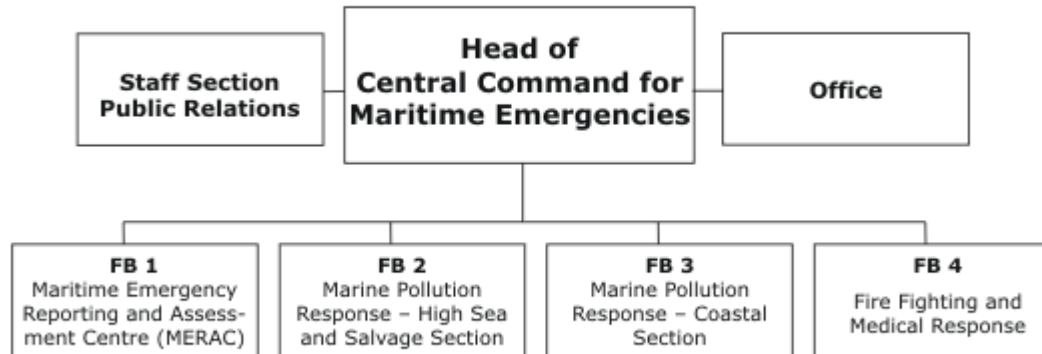 Staff Section
Public Relations
Head of
Central Command for
Maritime Emergencies
Office
FB 1
Maritime Emergency
Reporting and Assess-
ment Centre (MERAC)
FB 2
Marine Pollution
Response – High Sea
and Salvage Section
FB 3
Marine Pollution
Response – Coastal
Section
FB 4
Fire Fighting and
Medical Response